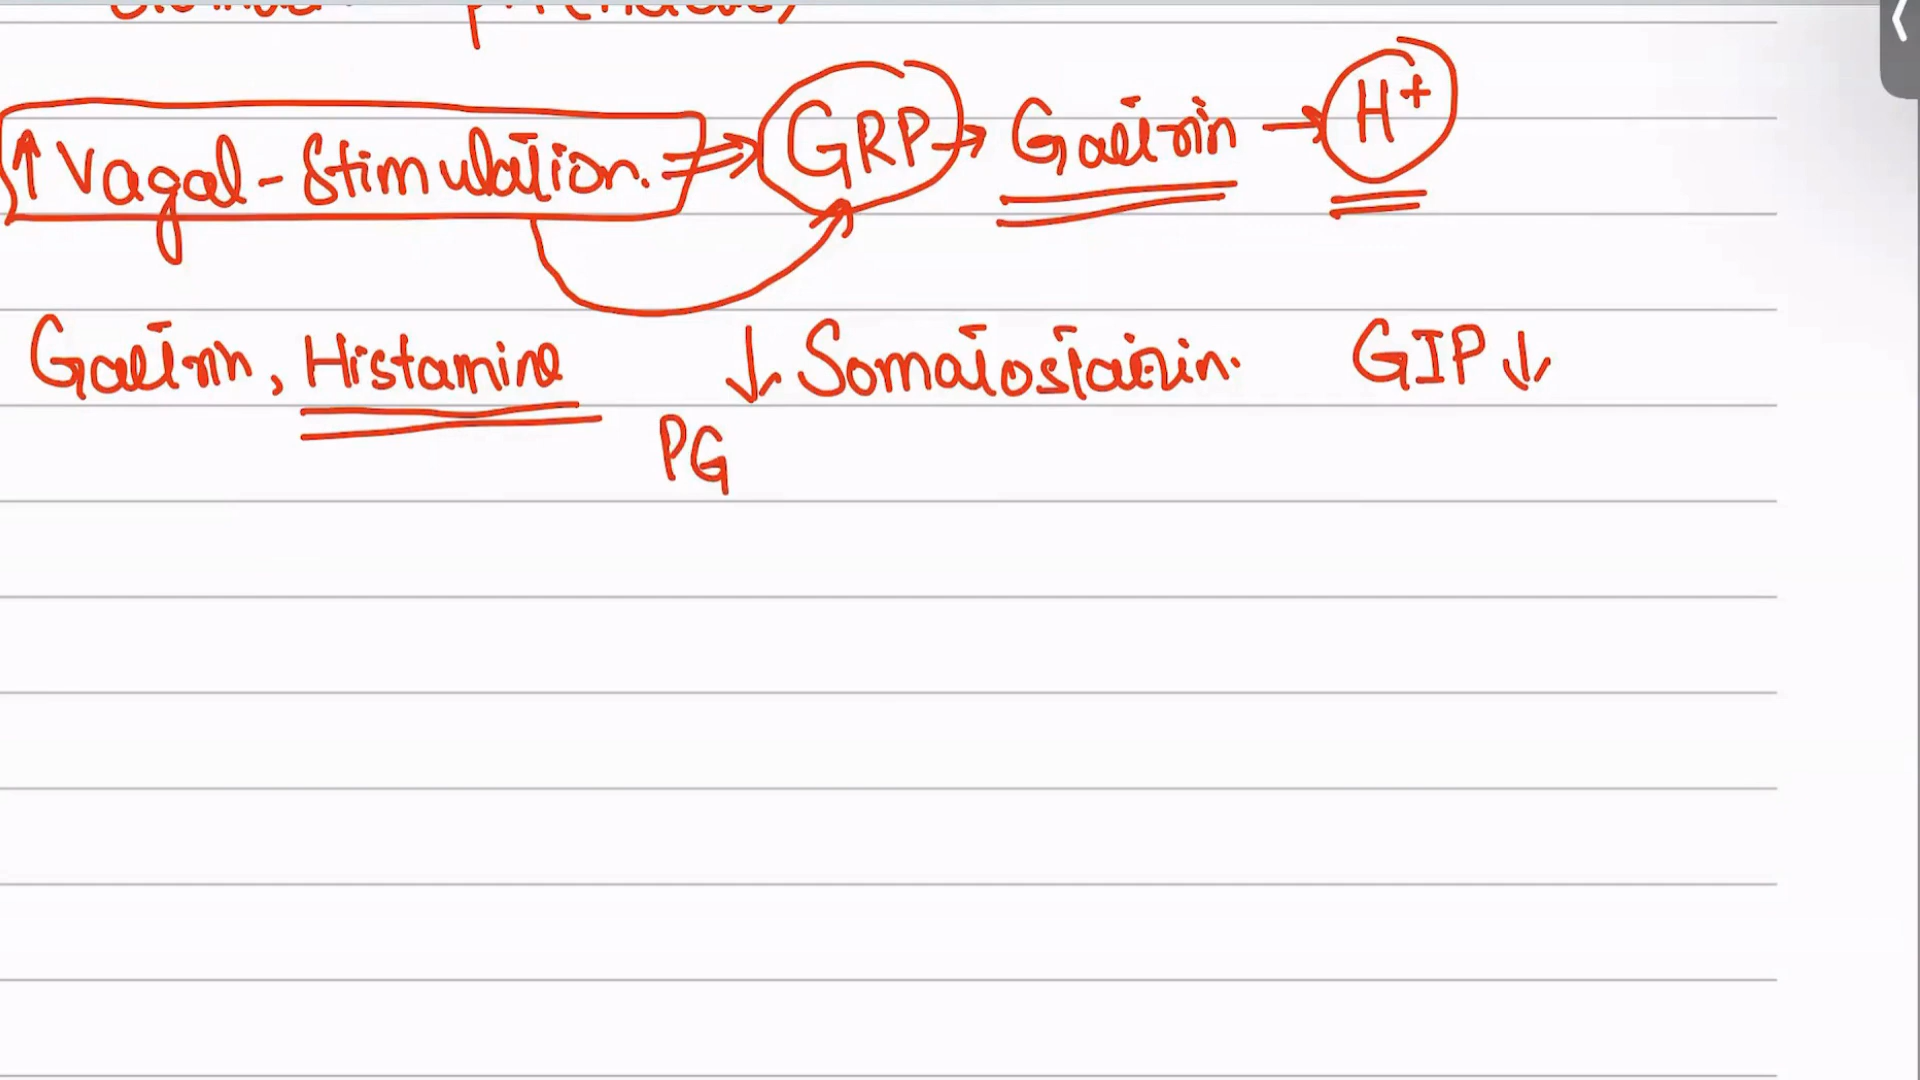 ↑ Vagal - Stimulation. ⇒ GRP → Gastrin → H+
Gastrin, Histamine ↓ Somatostatin. GIP ↓
PG